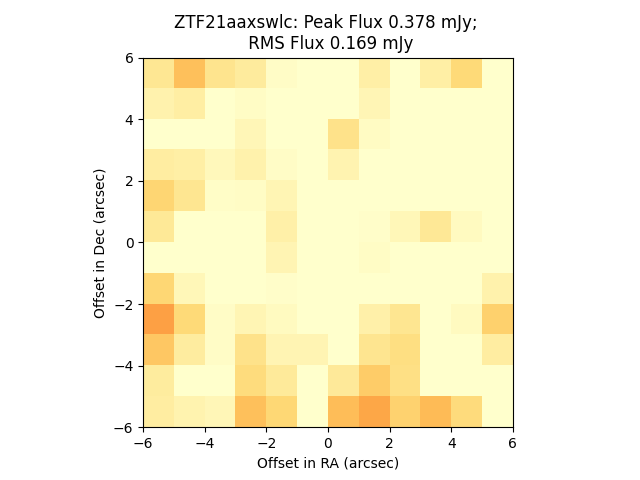 ZTF21aaxswlc: Peak Flux 0.378 mJy;
RMS Flux 0.169 mJy
6
4
2
0
−2
−4
−6
Offset in Dec (arcsec)
−6 −4 −2 0 2 4 6
Offset in RA (arcsec)